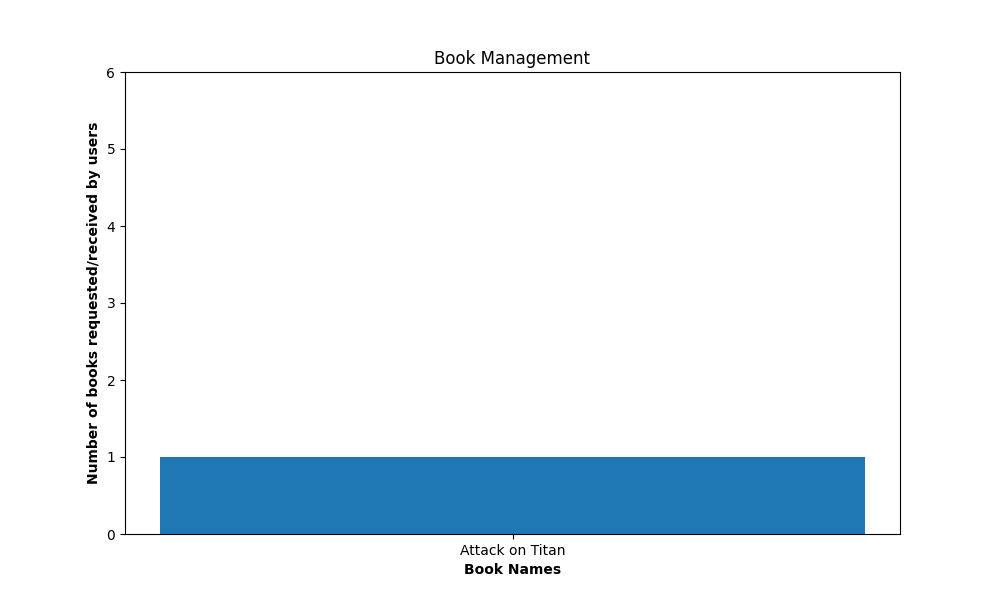 Book Management
6
5
4
3
2
1
0
Number of books requested/received by users
Attack on Titan
Book Names